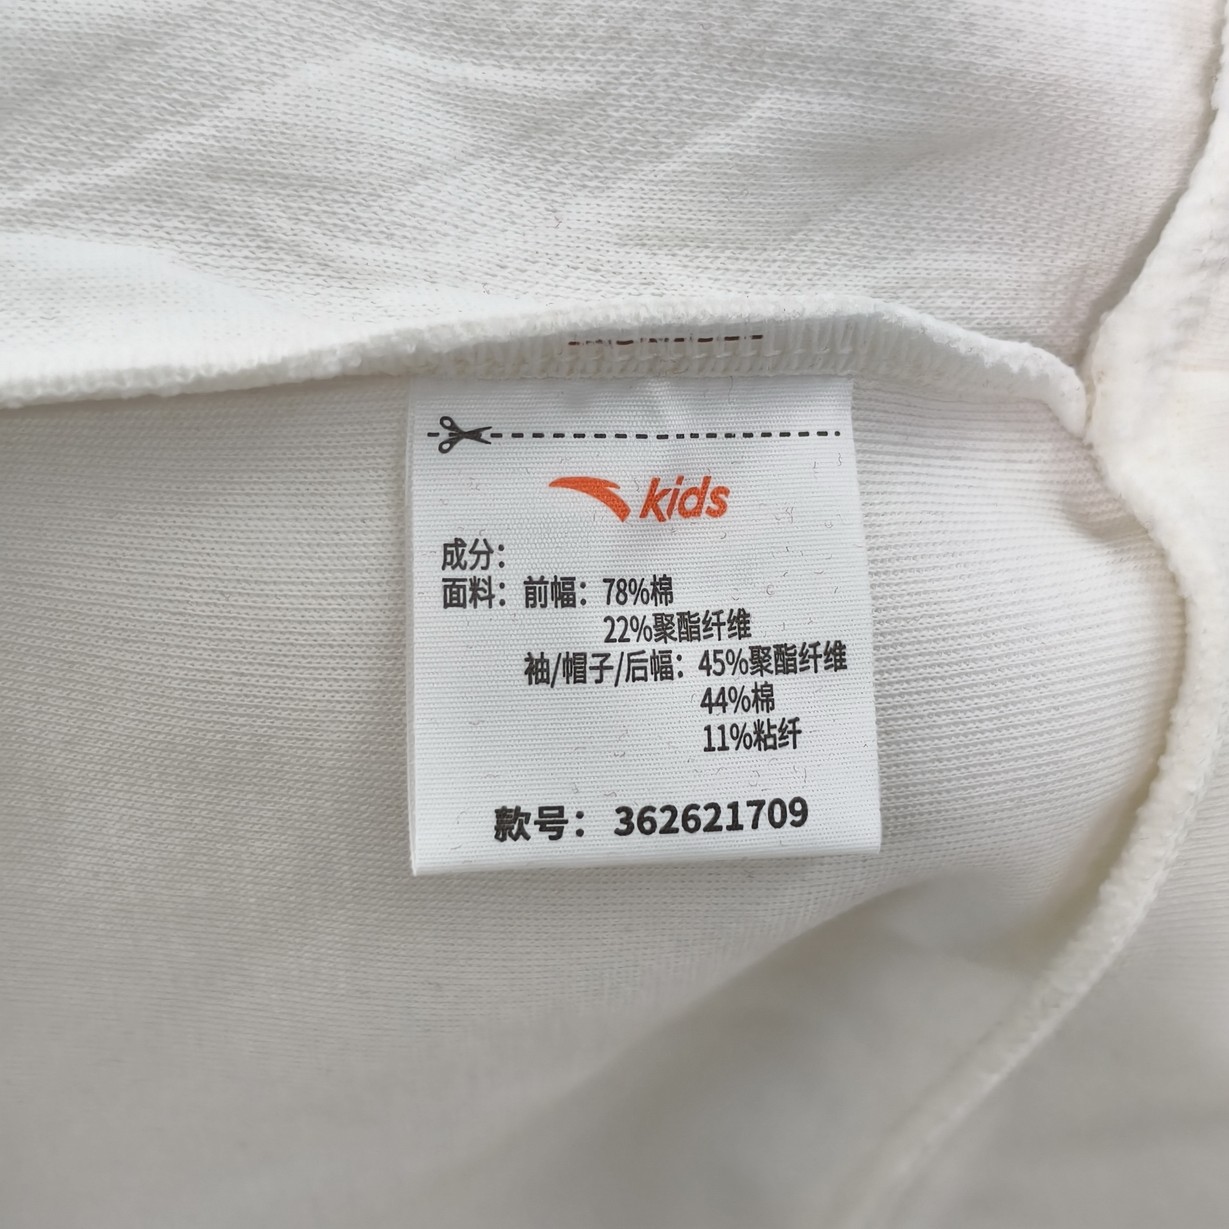 kids
成分：
面料：前幅：78%棉
22%聚酯纤维
袖/帽子/后幅：45%聚酯纤维
44%棉
11%粘纤
款号：362621709